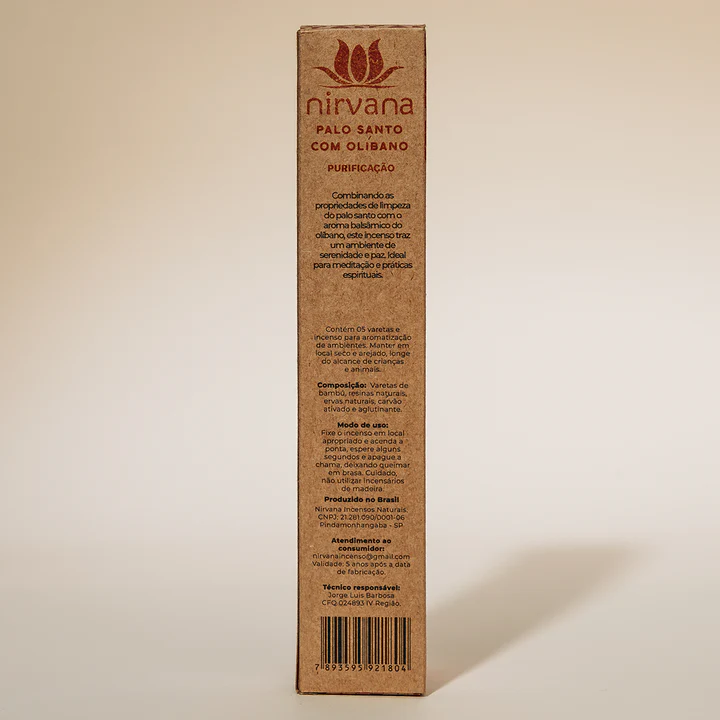 nirvana
PALO SANTO
COM OLÍBANO
PURIFICAÇÃO
Combinando as
propriedades de limpeza
do palo santo com o
aroma balsâmico do
olíbano, este incenso traz
um ambiente de
serenidade e paz. Ideal
para meditação e práticas
espirituais.
Contém 05 varetas e
incenso para aromatização
de ambientes. Manter em
local seco e arejado, longe
do alcance de crianças
e animais.
Composição: Varetas de
bambú, resinas naturais,
ervas naturais, carvão
ativado e aglutinante.
Modo de uso:
Fixe o incenso em local
apropriado e acenda a
ponta, espere alguns
segundos e apague a
chama, deixando queimar
em brasa. Cuidado,
não utilizar incensários
de madeira.
Produzido no Brasil
Nirvana Incensos Naturais.
CNPJ: 21.281.090/0001-06
Pindamonhangaba - SP
Atendimento ao
consumidor:
nirvanaincenso@gmail.com
Validade: 5 anos após a data
de fabricação.
Técnico responsável:
Jorge Luis Barbosa
CFQ 024893 IV Região.
7 893595 921804